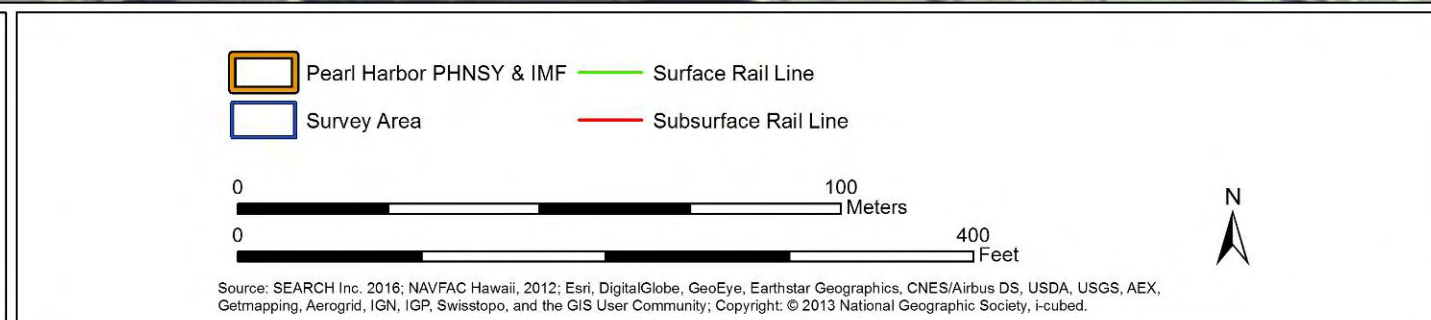 Pearl Harbor PHNSY & IMF
Surface Rail Line
Survey Area
Subsurface Rail Line
0 100
Meters
0 400
Feet
N
Source: SEARCH Inc. 2016; NAVFAC Hawaii, 2012; Esri, DigitalGlobe, GeoEye, Earthstar Geographics, CNES/Airbus DS, USDA, USGS, AEX,
Getmapping, Aerogrid, IGN, IGP, Swisstopo, and the GIS User Community; Copyright: © 2013 National Geographic Society, i-cubed.